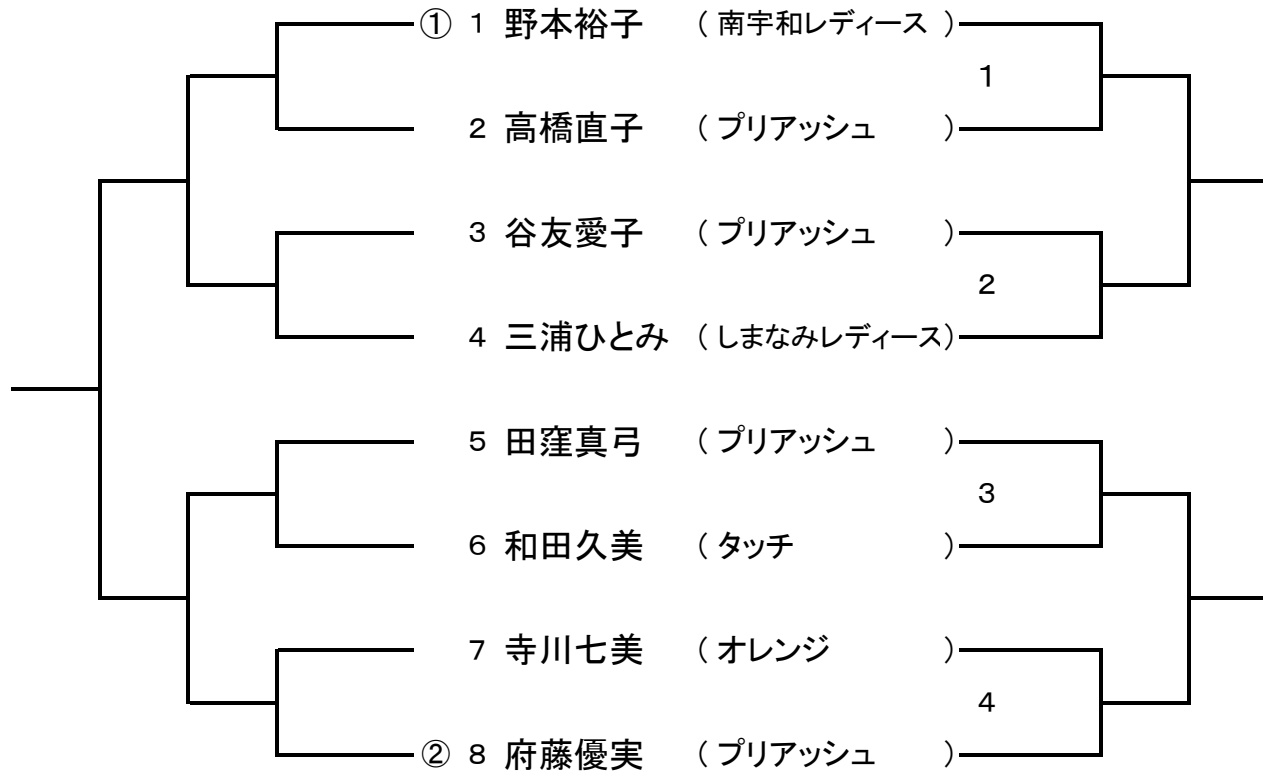 ① 1 野本裕子 ( 南宇和レディース )
1
2 高橋直子 ( プリアッシュ )
3 谷友愛子 ( プリアッシュ )
2
4 三浦ひとみ ( しまなみレディース )
5 田窪真弓 ( プリアッシュ )
3
6 和田久美 ( タッチ )
7 寺川七美 ( オレンジ )
4
② 8 府藤優実 ( プリアッシュ )